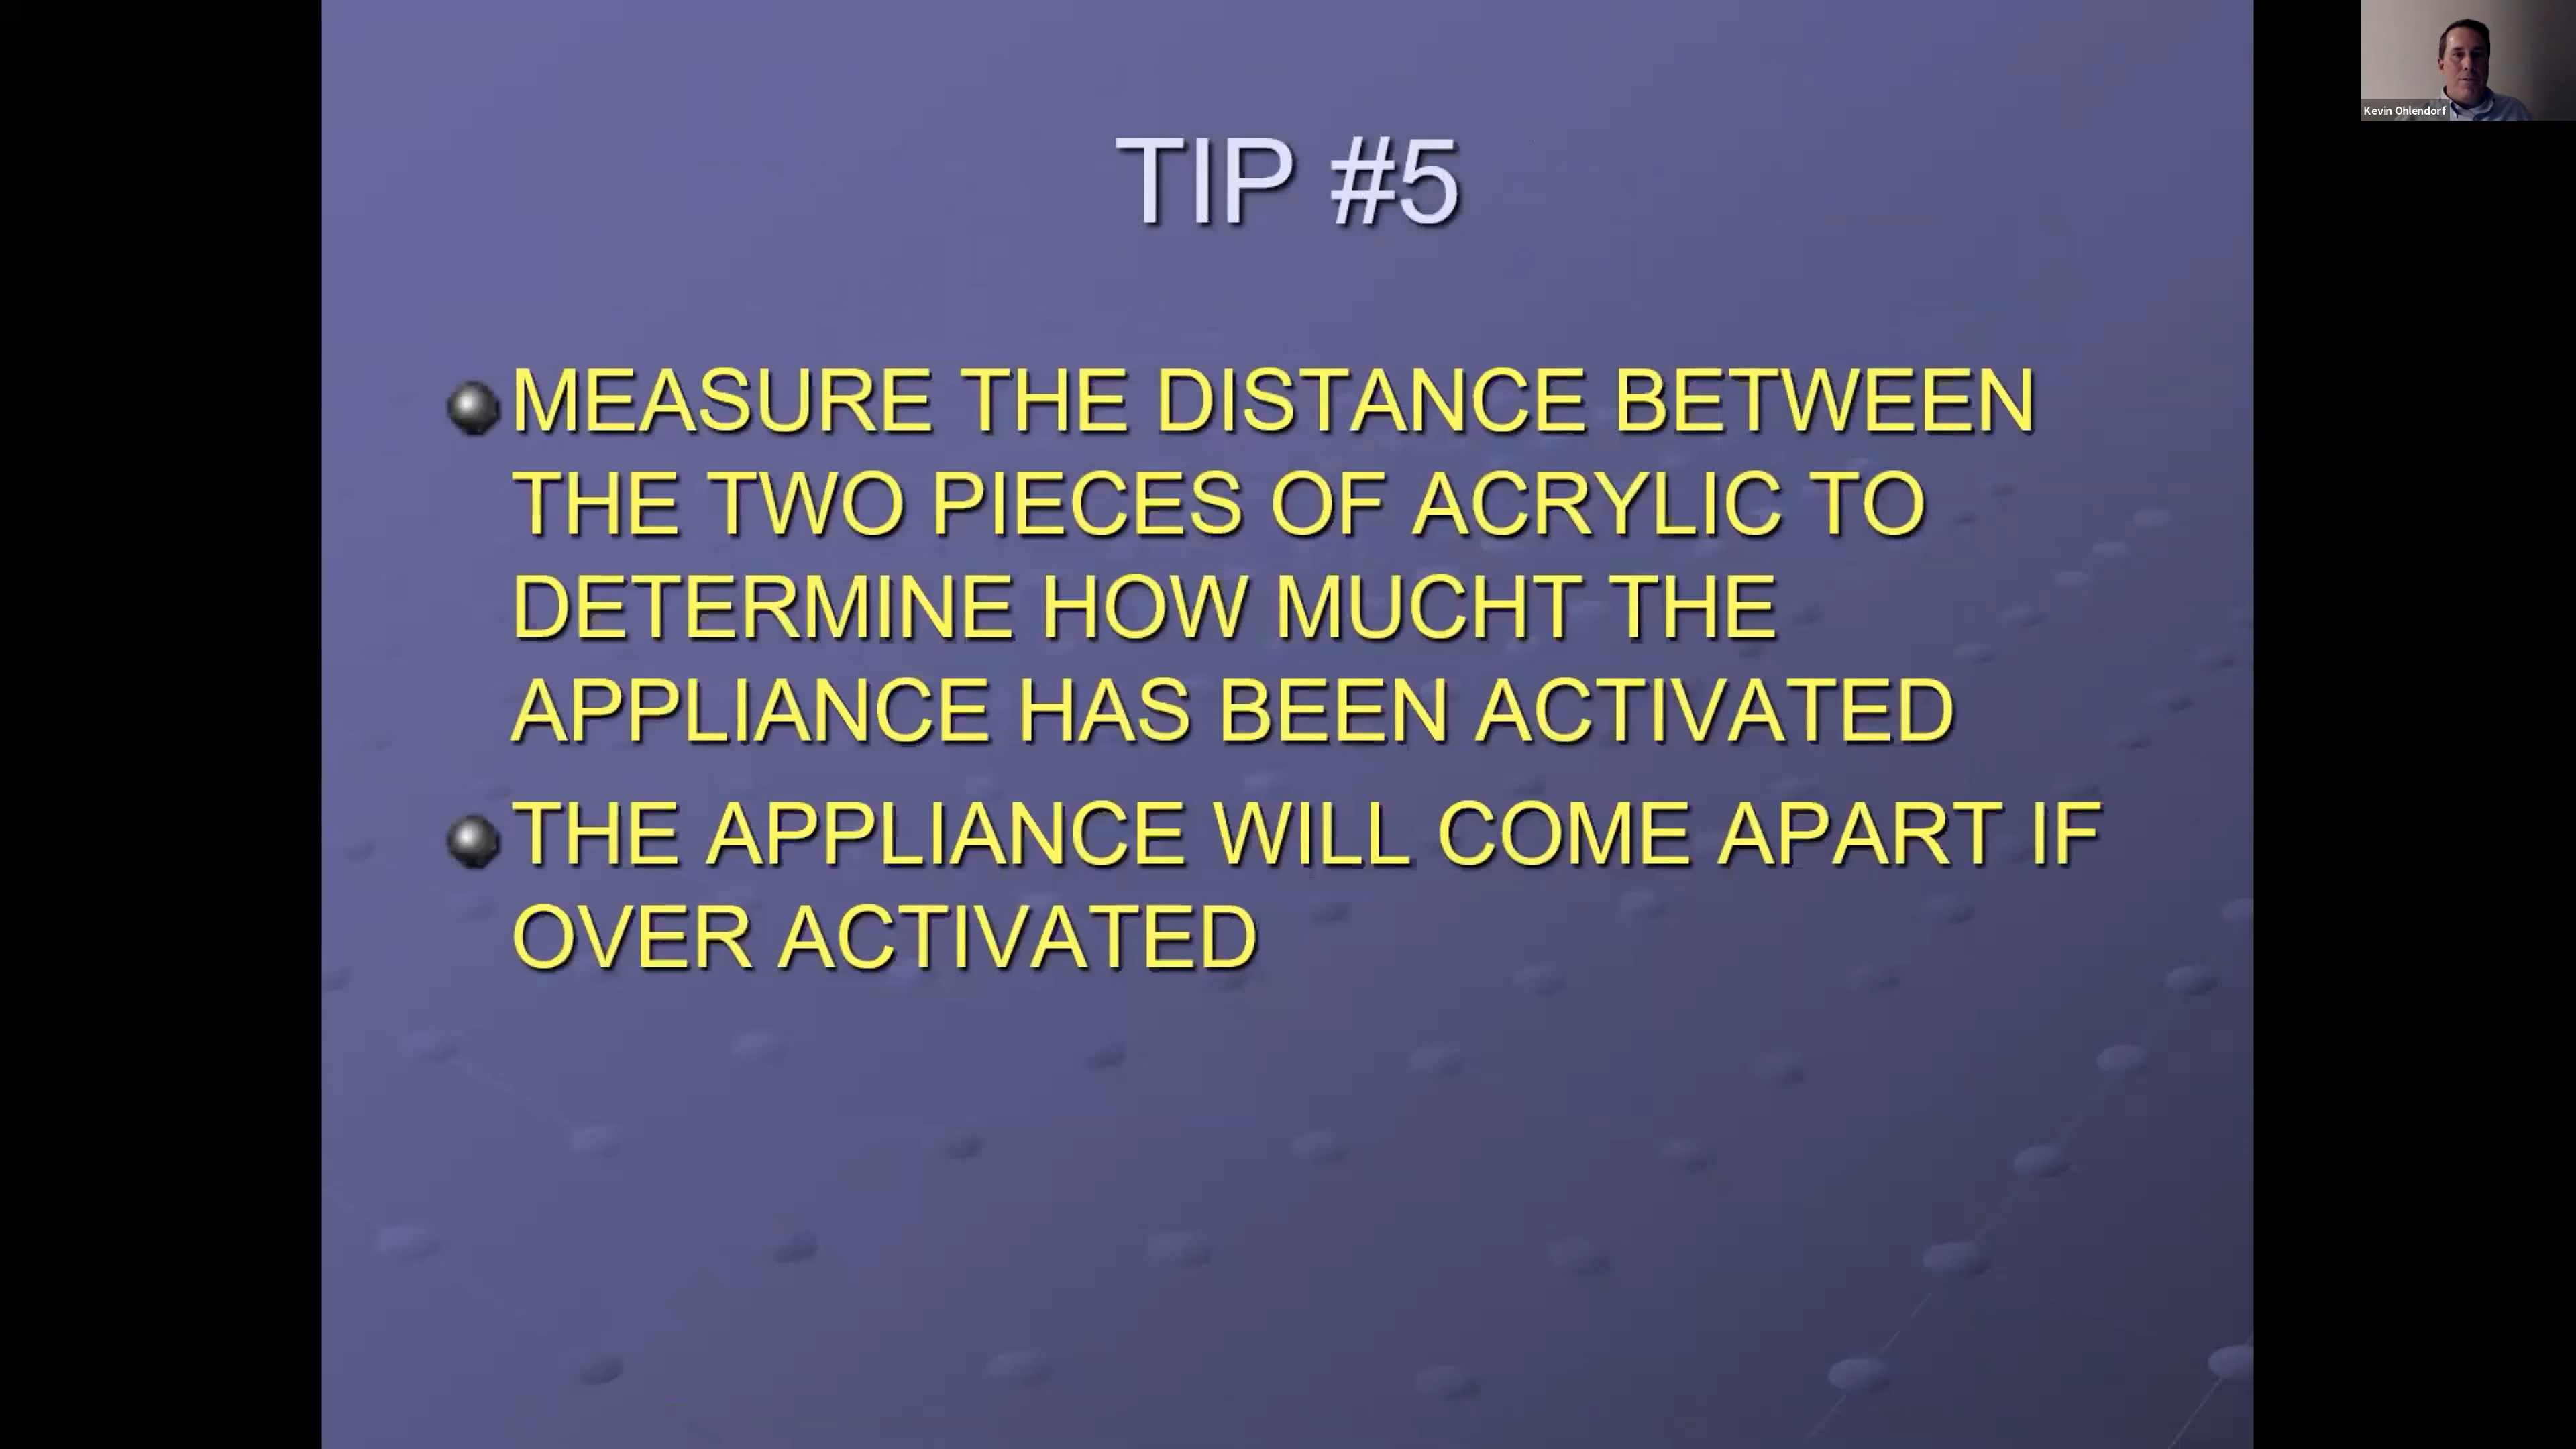 TIP #5
MEASURE THE DISTANCE BETWEEN
THE TWO PIECES OF ACRYLIC TO
DETERMINE HOW MUCHT THE
APPLIANCE HAS BEEN ACTIVATED
THE APPLIANCE WILL COME APART IF
OVER ACTIVATED
Kevin Ohlendorf